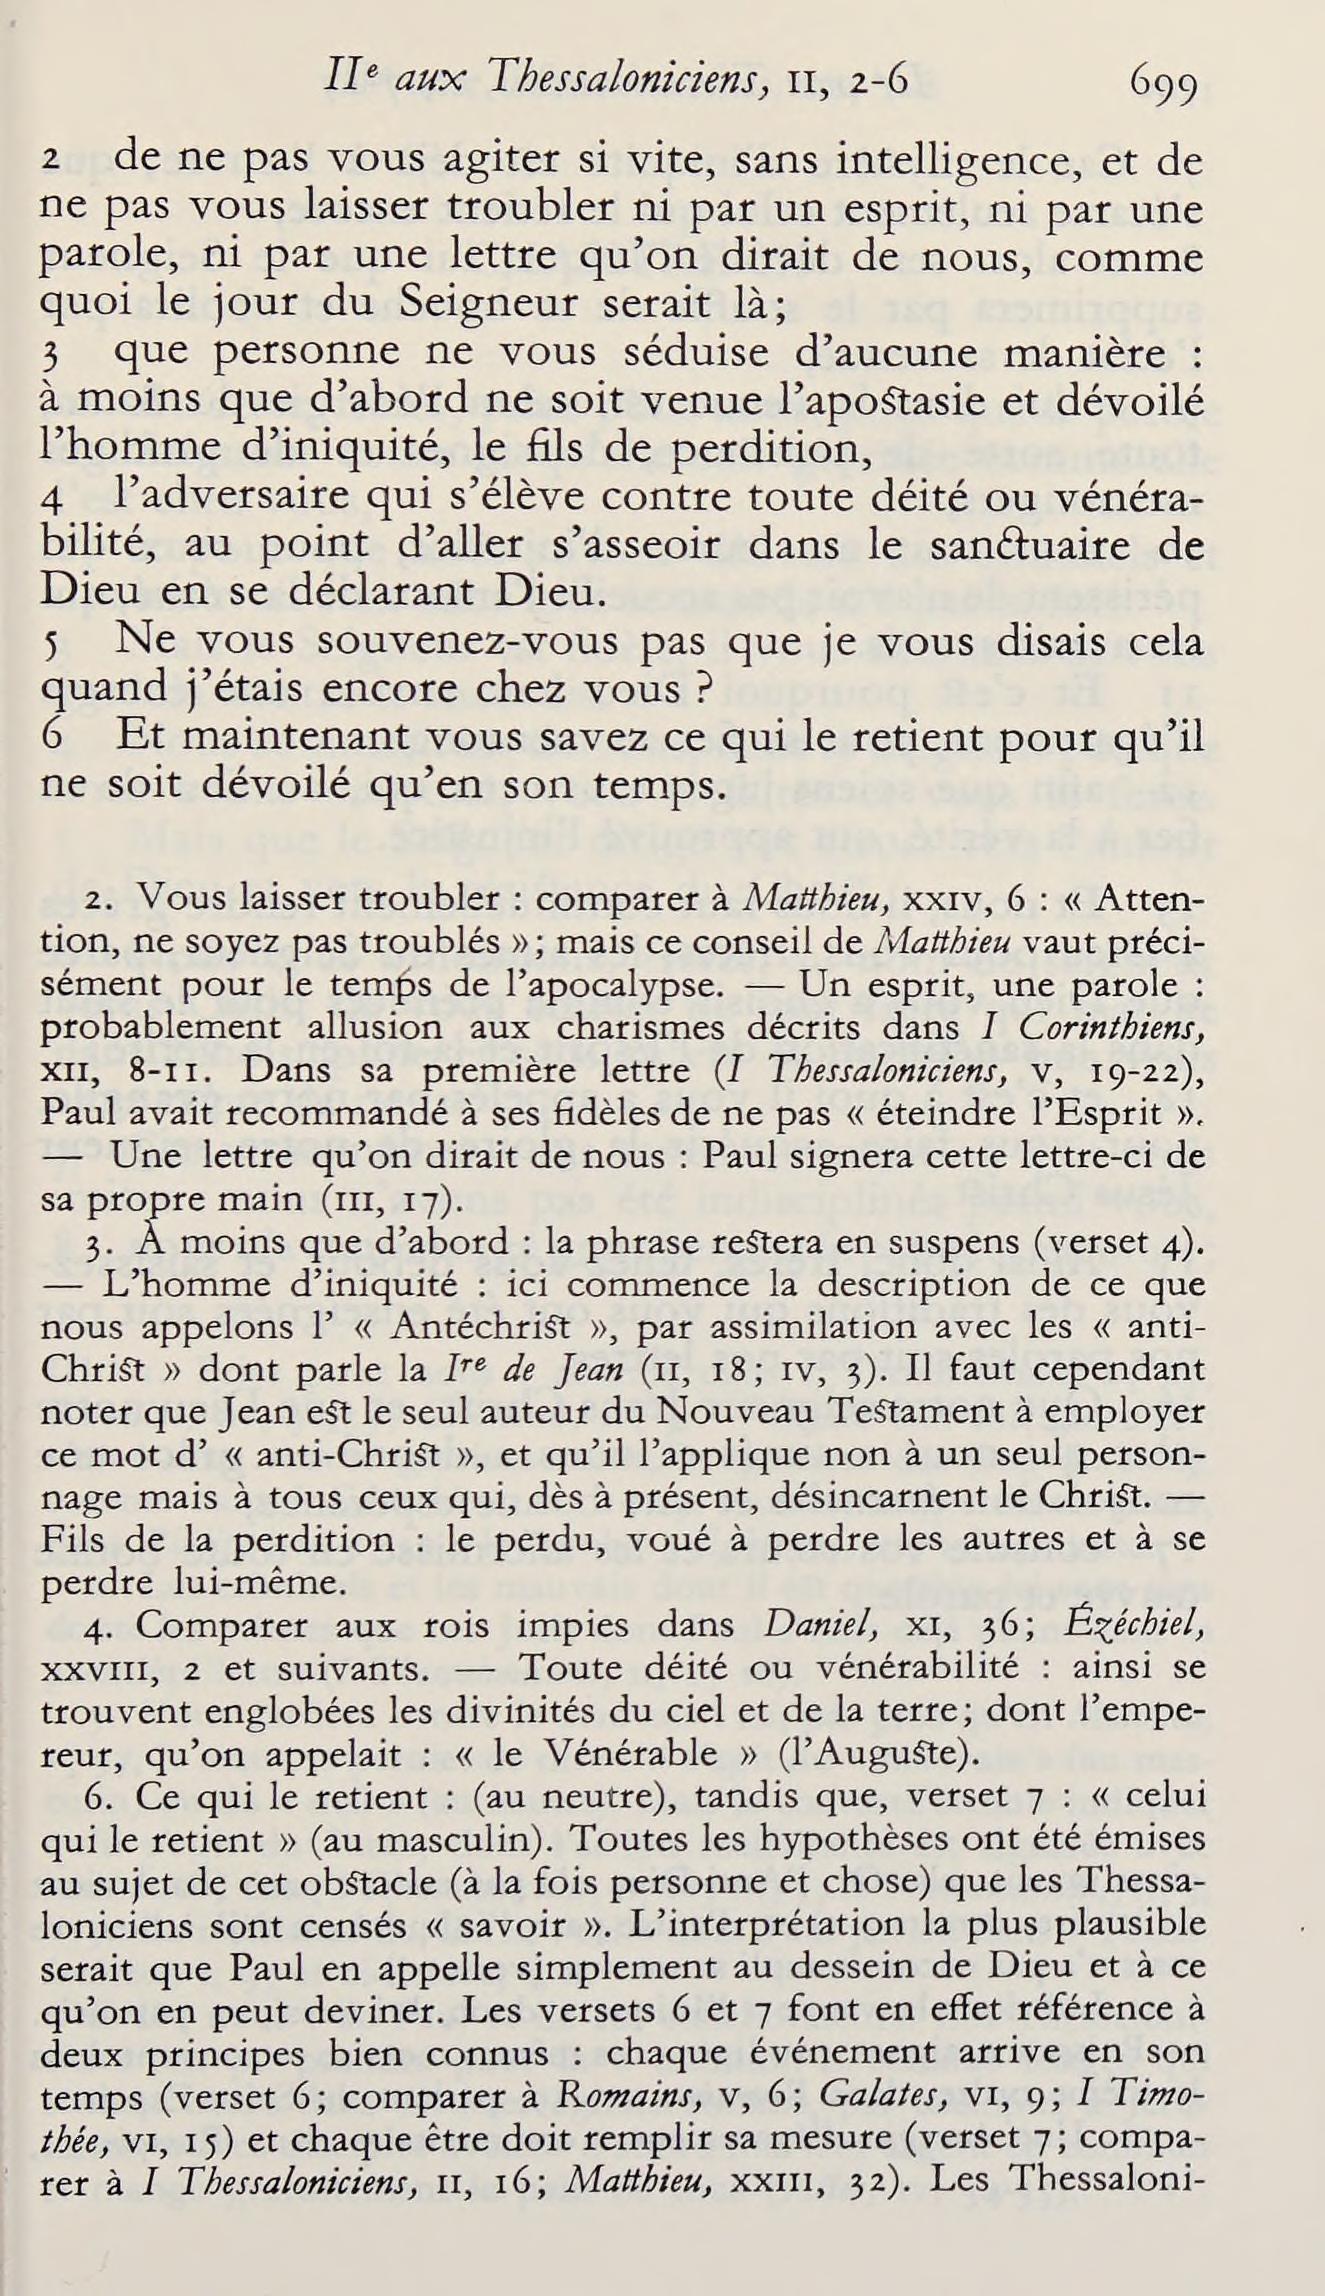 IIe aux Thessaloniciens, II, 2-6 699
2 de ne pas vous agiter si vite, sans intelligence, et de
ne pas vous laisser troubler ni par un esprit, ni par une
parole, ni par une lettre qu’on dirait de nous, comme
quoi le jour du Seigneur serait là;
3 que personne ne vous séduise d’aucune manière :
à moins que d’abord ne soit venue l’apostasie et dévoilé
l’homme d’iniquité, le fils de perdition,
4 l’adversaire qui s’élève contre toute déité ou vénéra-
bilité, au point d’aller s’asseoir dans le sanctuaire de
Dieu en se déclarant Dieu.
5 Ne vous souvenez-vous pas que je vous disais cela
quand j’étais encore chez vous ?
6 Et maintenant vous savez ce qui le retient pour qu’il
ne soit dévoilé qu’en son temps.
2. Vous laisser troubler : comparer à Matthieu, XXIV, 6 : « Atten-
tion, ne soyez pas troublés »; mais ce conseil de Matthieu vaut préci-
sément pour le temps de l’apocalypse. — Un esprit, une parole :
probablement allusion aux charismes décrits dans I Corinthiens,
XII, 8-11. Dans sa première lettre (I Thessaloniciens, V, 19-22),
Paul avait recommandé à ses fidèles de ne pas « éteindre l’Esprit ».
— Une lettre qu’on dirait de nous : Paul signera cette lettre-ci de
sa propre main (III, 17).
3. À moins que d’abord : la phrase restera en suspens (verset 4).
— L’homme d’iniquité : ici commence la description de ce que
nous appelons l’ « Antéchrist », par assimilation avec les « anti-
Christ » dont parle la Ire de Jean (II, 18; IV, 3). Il faut cependant
noter que Jean est le seul auteur du Nouveau Testament à employer
ce mot d’ « anti-Christ », et qu’il l’applique non à un seul person-
nage mais à tous ceux qui, dès à présent, désincarnent le Christ. —
Fils de la perdition : le perdu, voué à perdre les autres et à se
perdre lui-même.
4. Comparer aux rois impies dans Daniel, XI, 36; Ézéchiel,
XXVIII, 2 et suivants. — Toute déité ou vénérabilité : ainsi se
trouvent englobées les divinités du ciel et de la terre; dont l’empe-
reur, qu’on appelait : « le Vénérable » (l’Auguste).
6. Ce qui le retient : (au neutre), tandis que, verset 7 : « celui
qui le retient » (au masculin). Toutes les hypothèses ont été émises
au sujet de cet obstacle (à la fois personne et chose) que les Thessa-
loniciens sont censés « savoir ». L’interprétation la plus plausible
serait que Paul en appelle simplement au dessein de Dieu et à ce
qu’on en peut deviner. Les versets 6 et 7 font en effet référence à
deux principes bien connus : chaque événement arrive en son
temps (verset 6; comparer à Romains, V, 6; Galates, VI, 9; I Timo-
thée, VI, 15) et chaque être doit remplir sa mesure (verset 7; compa-
rer à I Thessaloniciens, II, 16; Matthieu, XXIII, 32). Les Thessaloni-